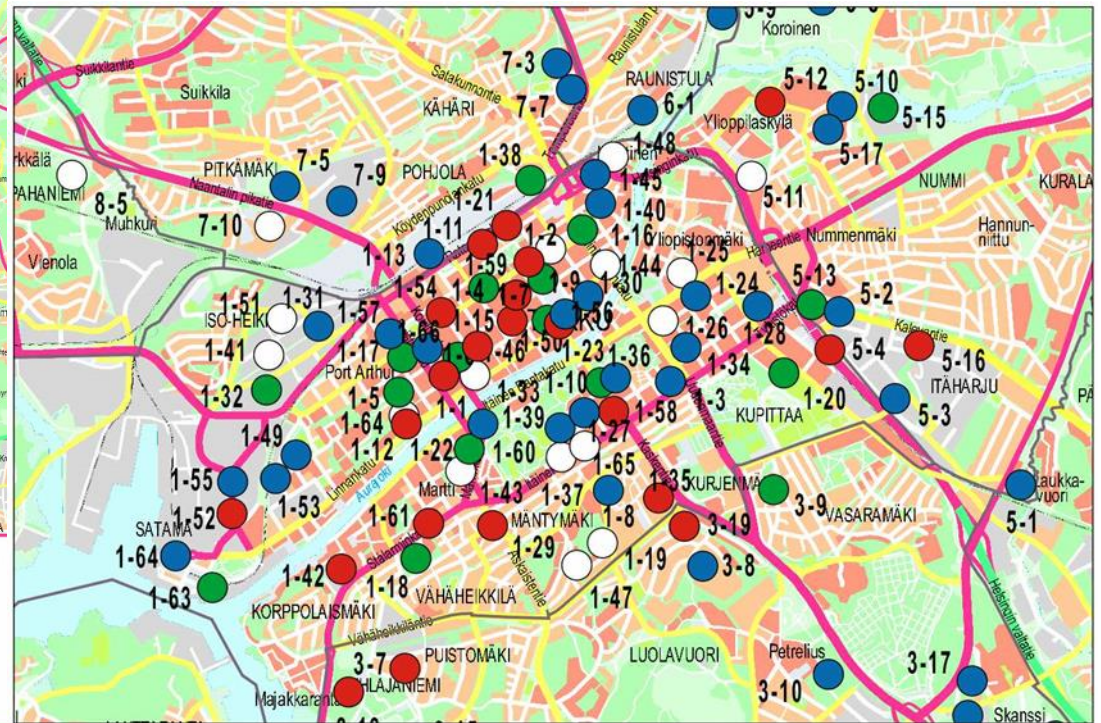 5-9
Koroinen
Suikkilantie
7-3
Satakunnantie
RAUNISTULA
5-12
5-10
Suikkila
KÄHÄRI
7-7
6-1
Ylioppilaskylä
5-15
1-48
5-17
rkkälä
PITKÄMÄKI
7-5
POHJOLA
1-38
PAHANIEMI
7-9
1-45
5-11
NUMMI
KURALA
8-5
Naantalin pikatie
Köydenpunojankatu
1-21
1-40
Muhkuri
7-10
1-11
1-2
1-16
Yliopistonmäki
Hannun-
niittu
Vienola
1-13
1-59
1-44
1-25
Nummenmäki
1-54
1-4
1-7
1-9
1-30
1-24
5-13
1-51
1-31
1-57
1-56
5-2
ISO-HEIKKI
1-66
1-15
1-26
1-28
Kalevantie
1-41
1-17
1-46
1-50
1-23
1-36
1-34
5-4
5-16
Port Arthur
ITÄHARJU
1-32
1-5
1-33
1-10
1-3
1-20
1-64
1-1
1-39
1-58
KUPITTAA
5-3
1-49
1-12
1-22
1-60
1-27
Linnankatu
1-65
1-55
Aurajoki
Martti
1-35
KURJENMÄ
Laukka-
vuori
1-53
1-43
1-37
3-9
1-52
1-61
MÄNTYMÄKI
1-8
VASARAMÄKI
5-1
SATAMA
3-19
1-64
1-29
1-19
3-8
1-42
1-18
Askaistentie
1-63
VÄHÄHEIKKILÄ
1-47
KORPPOLAISMÄKI
Helsingin valtatie
Vähäheikkiläntie
3-7
PUISTOMÄKI
LUOLAVUORI
Petrelius
3-17
HLAJANIEMI
Majakkaranta
3-10
Skanssi